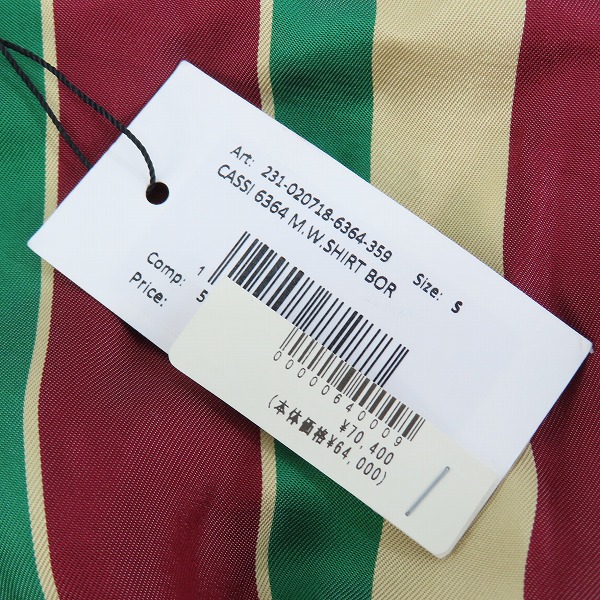 Art: 231-020718-6364-359
CASSI 6364 M.W.SHIRT BOR
Size: S
Comp: 1
Price: 5
0000640009
¥70,400
(本体価格¥64,000)